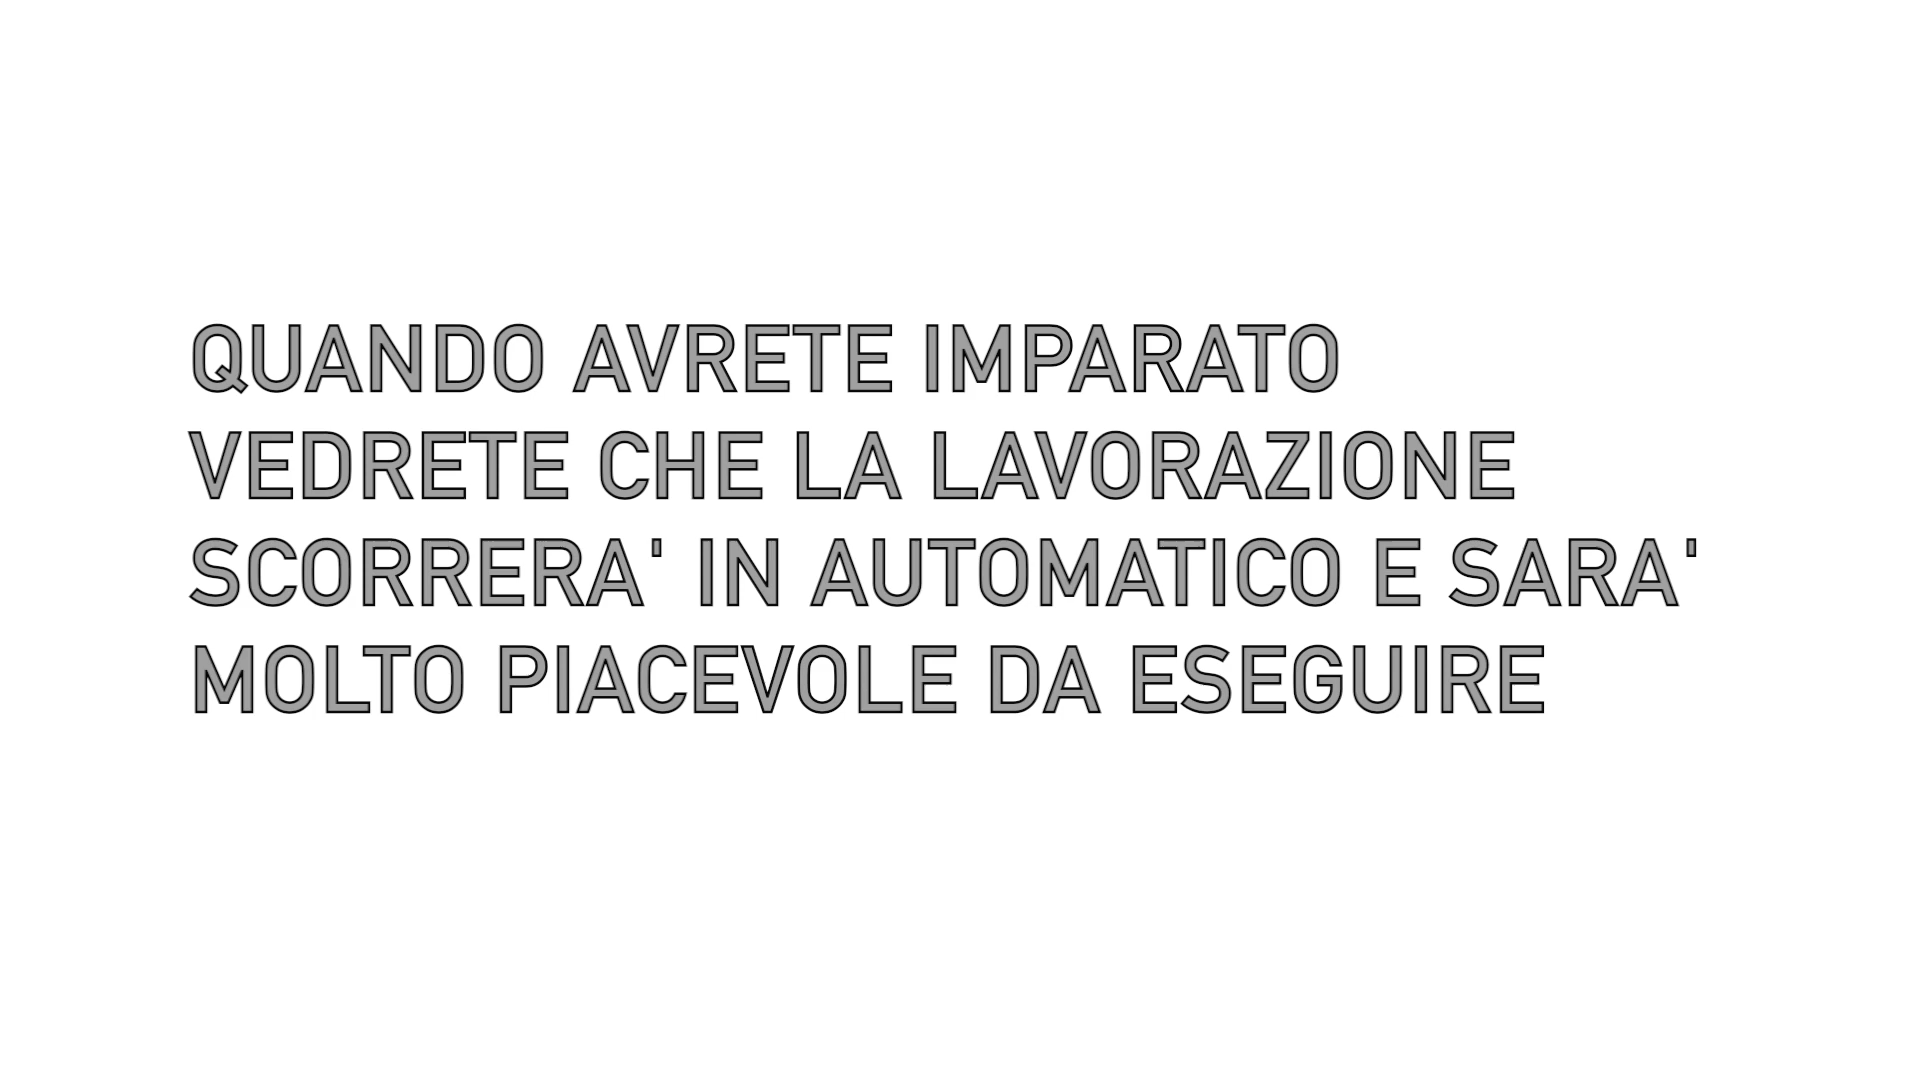 QUANDO AVRETE IMPARATO
VEDRETE CHE LA LAVORAZIONE
SCORRERA' IN AUTOMATICO E SARA'
MOLTO PIACEVOLE DA ESEGUIRE